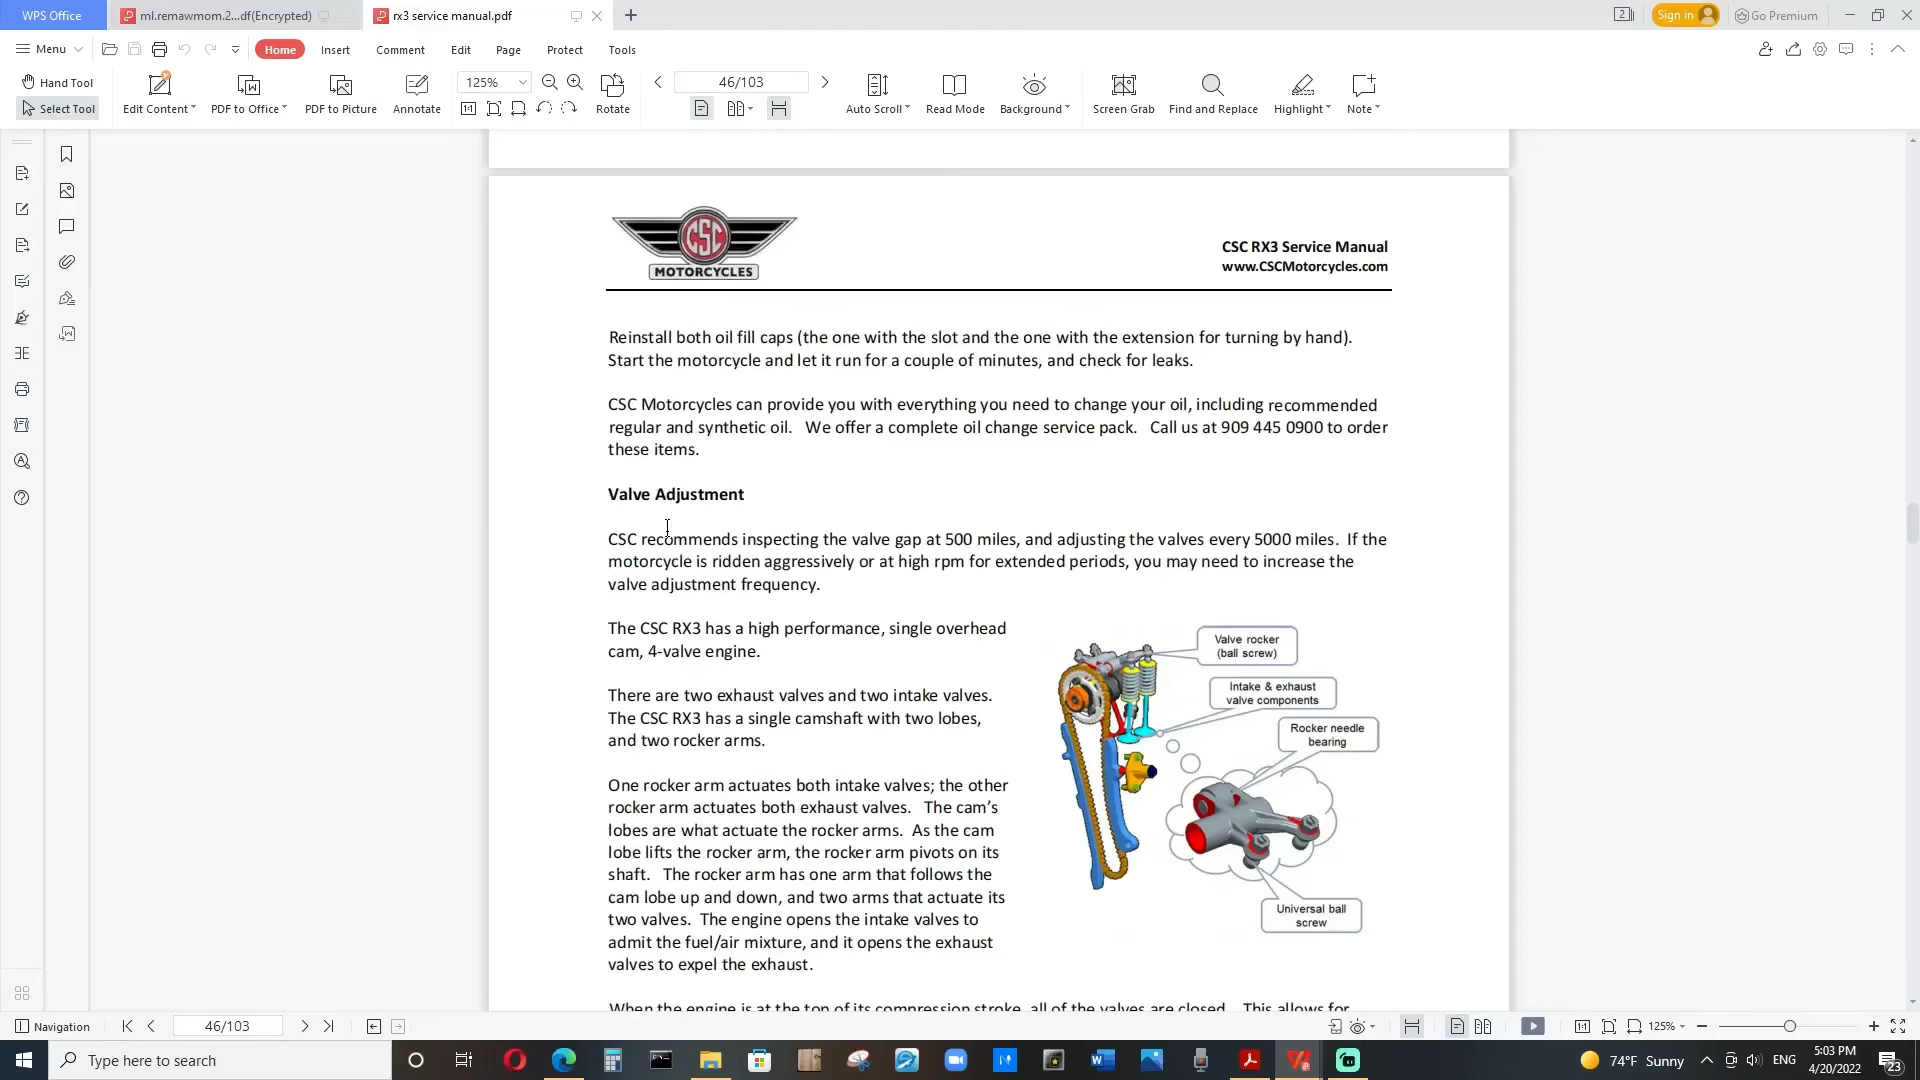 WPS Office
ml.remawmom.2...df(Encrypted)
rx3 service manual.pdf
2
Sign in
Go Premium
Menu
Home
Insert
Comment
Edit
Page
Protect
Tools
Hand Tool
Select Tool
Edit Content
PDF to Office
PDF to Picture
Annotate
125%
1:1
Rotate
46/103
Auto Scroll
Read Mode
Background
Screen Grab
Find and Replace
Highlight
Note
CSC
MOTORCYCLES
CSC RX3 Service Manual
www.CSCMotorcycles.com
Reinstall both oil fill caps (the one with the slot and the one with the extension for turning by hand).
Start the motorcycle and let it run for a couple of minutes, and check for leaks.
CSC Motorcycles can provide you with everything you need to change your oil, including recommended
regular and synthetic oil. We offer a complete oil change service pack. Call us at 909 445 0900 to order
these items.
Valve Adjustment
CSC recommends inspecting the valve gap at 500 miles, and adjusting the valves every 5000 miles. If the
motorcycle is ridden aggressively or at high rpm for extended periods, you may need to increase the
valve adjustment frequency.
The CSC RX3 has a high performance, single overhead
cam, 4-valve engine.
There are two exhaust valves and two intake valves.
The CSC RX3 has a single camshaft with two lobes,
and two rocker arms.
One rocker arm actuates both intake valves; the other
rocker arm actuates both exhaust valves. The cam's
lobes are what actuate the rocker arms. As the cam
lobe lifts the rocker arm, the rocker arm pivots on its
shaft. The rocker arm has one arm that follows the
cam lobe up and down, and two arms that actuate its
two valves. The engine opens the intake valves to
admit the fuel/air mixture, and it opens the exhaust
valves to expel the exhaust.
Valve rocker
(ball screw)
Intake & exhaust
valve components
Rocker needle
bearing
Universal ball
screw
When the engine is at the top of its compression stroke, all of the valves are closed. This allows for
Navigation
46/103
125%
Type here to search
74°F Sunny
ENG
5:03 PM
4/20/2022
23